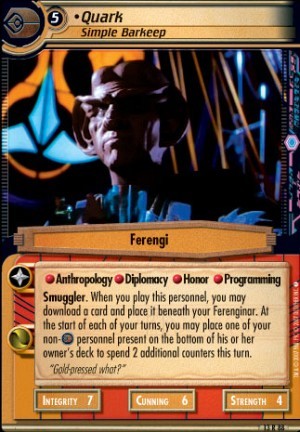 5
•Quark
Simple Barkeep
Ferengi
Anthropology Diplomacy Honor Programming
Smuggler. When you play this personnel, you may
download a card and place it beneath your Ferenginar. At
the start of each of your turns, you may place one of your
non- personnel present on the bottom of his or her
owner's deck to spend 2 additional counters this turn.
"Gold-pressed what?"
INTEGRITY 7 CUNNING 6 STRENGTH 4